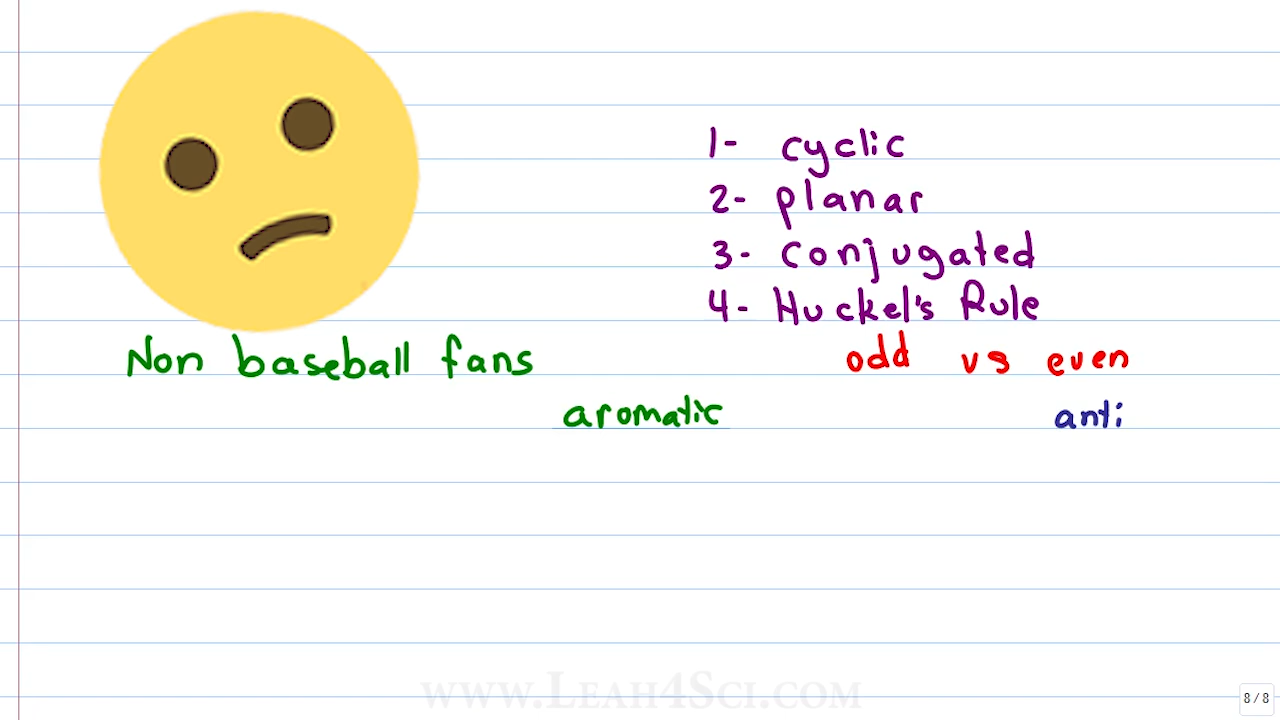 1- cyclic
2- planar
3- conjugated
4- Huckel's Rule
Non baseball fans
odd vs even
aromatic
anti
www.Leah4Sci.com
8/8